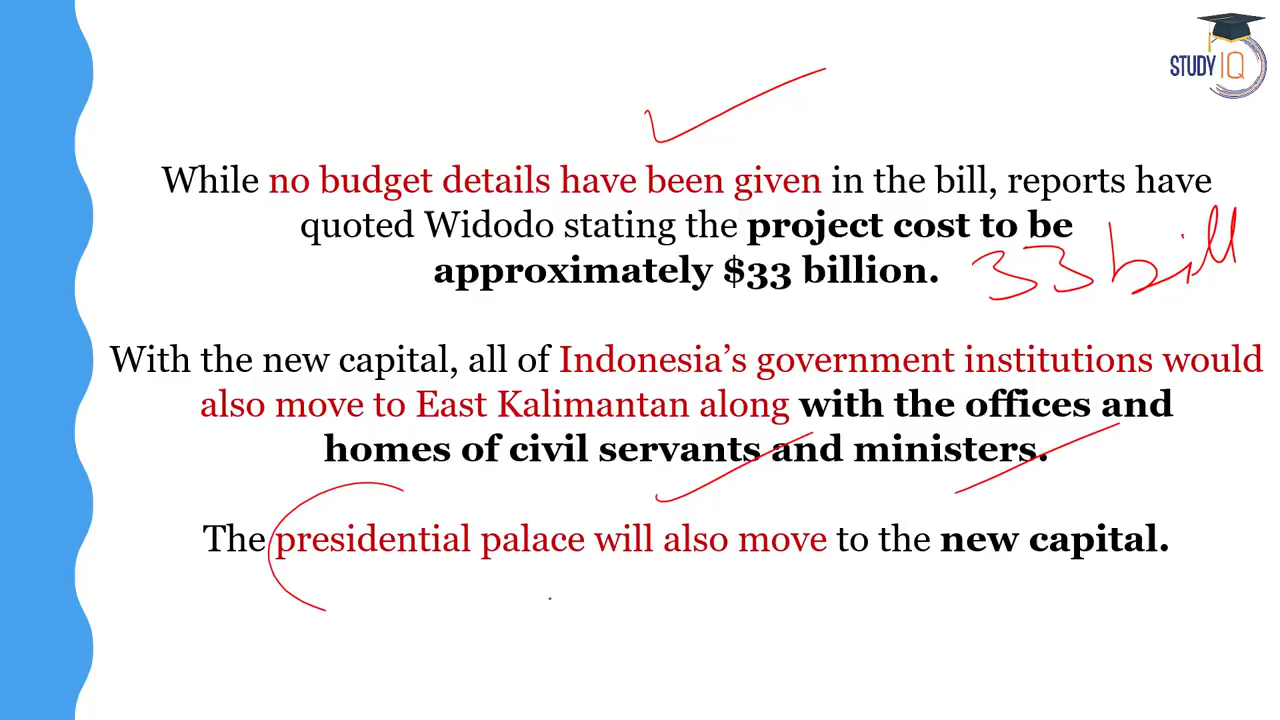 STUDY IQ
While no budget details have been given in the bill, reports have
quoted Widodo stating the project cost to be
approximately $33 billion.
33 bill
With the new capital, all of Indonesia’s government institutions would
also move to East Kalimantan along with the offices and
homes of civil servants and ministers.
The presidential palace will also move to the new capital.